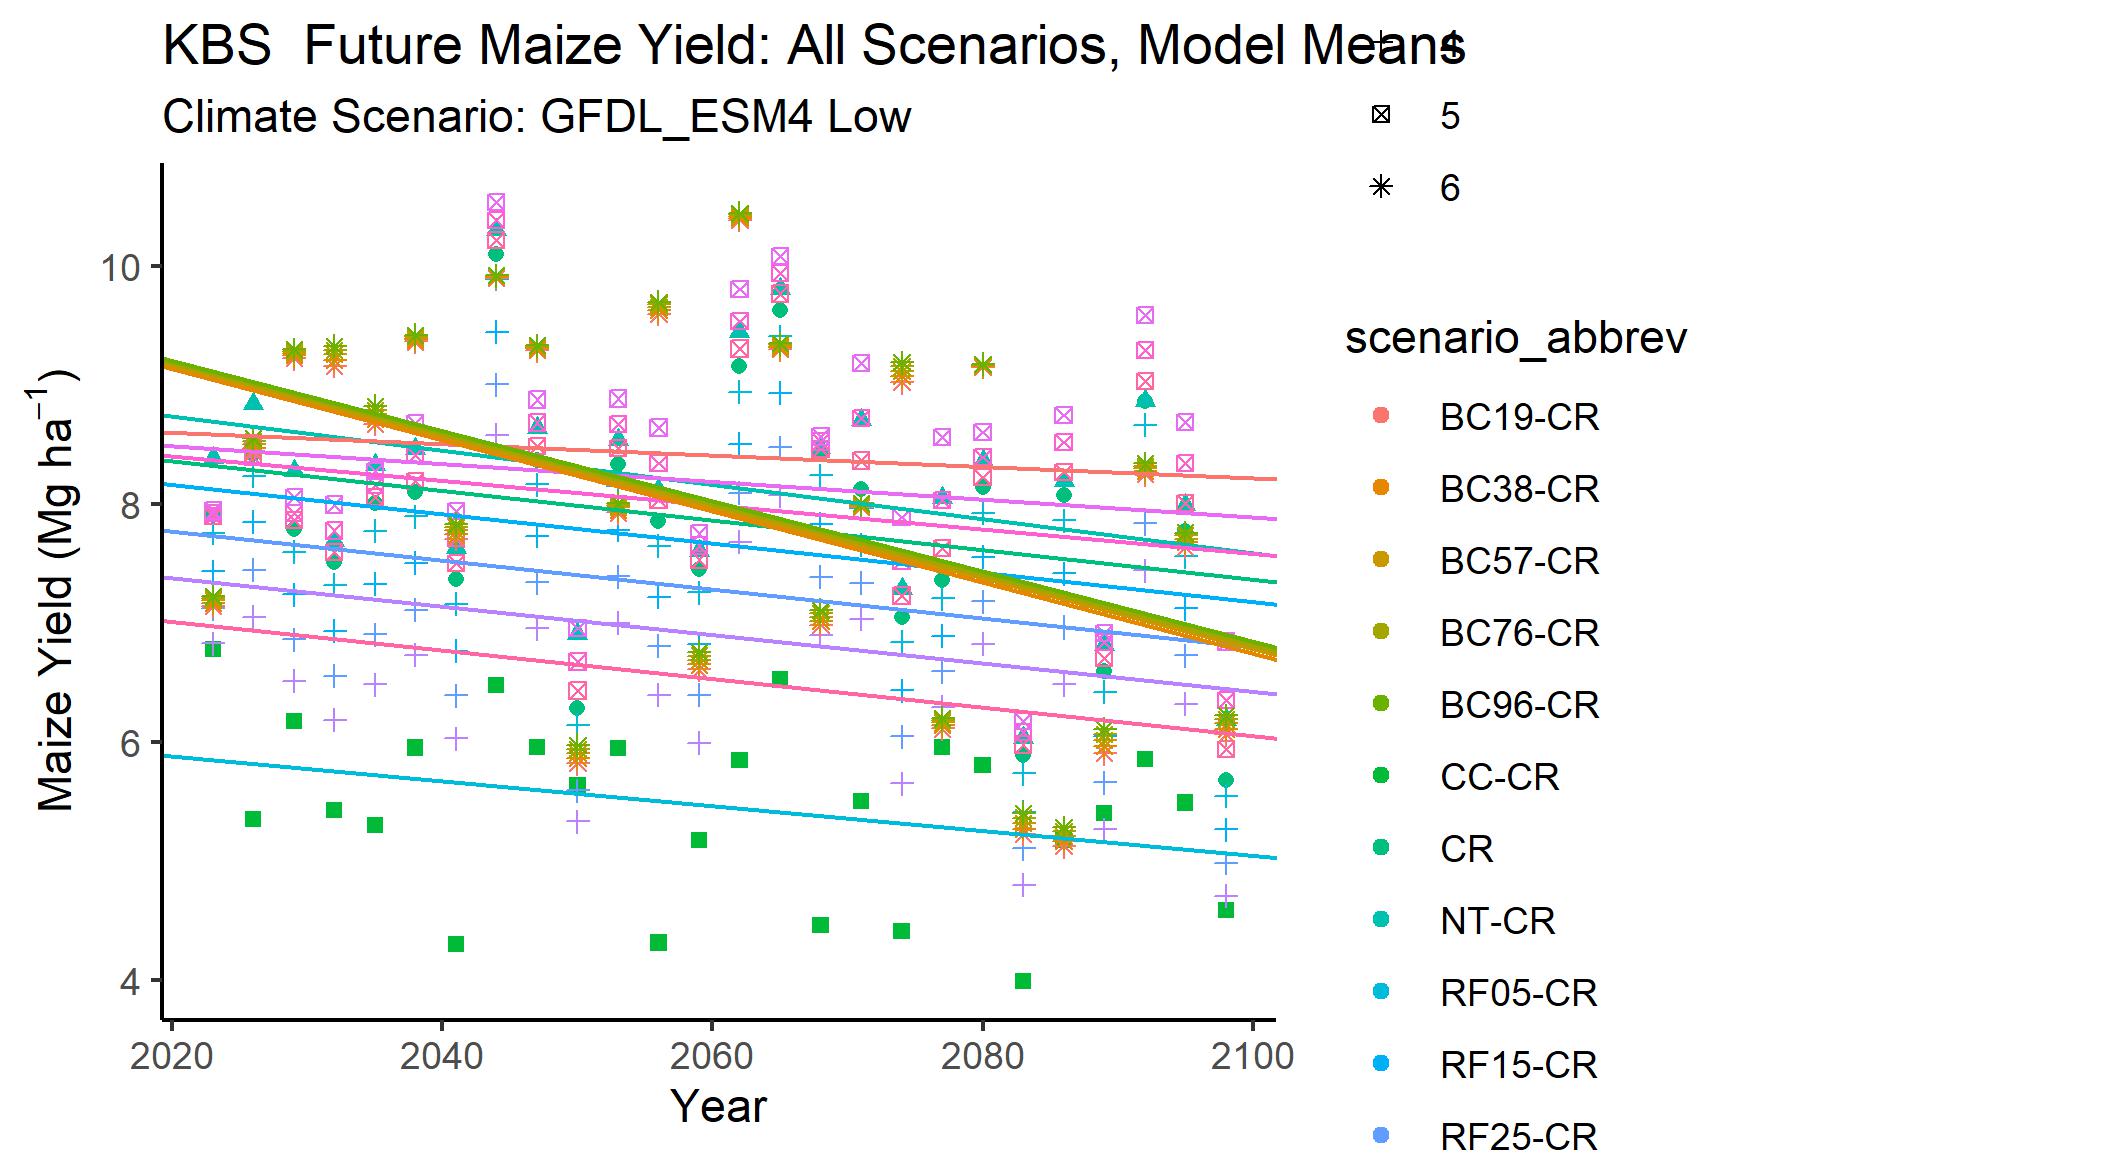 KBS  Future Maize Yield: All Scenarios, Model Means
4
Climate Scenario: GFDL_ESM4 Low
5
6
scenario_abbrev
BC19-CR
BC38-CR
BC57-CR
BC76-CR
BC96-CR
CC-CR
CR
NT-CR
RF05-CR
RF15-CR
RF25-CR
Maize Yield (Mg ha⁻¹)
10
8
6
4
2020 2040 2060 2080 2100
Year